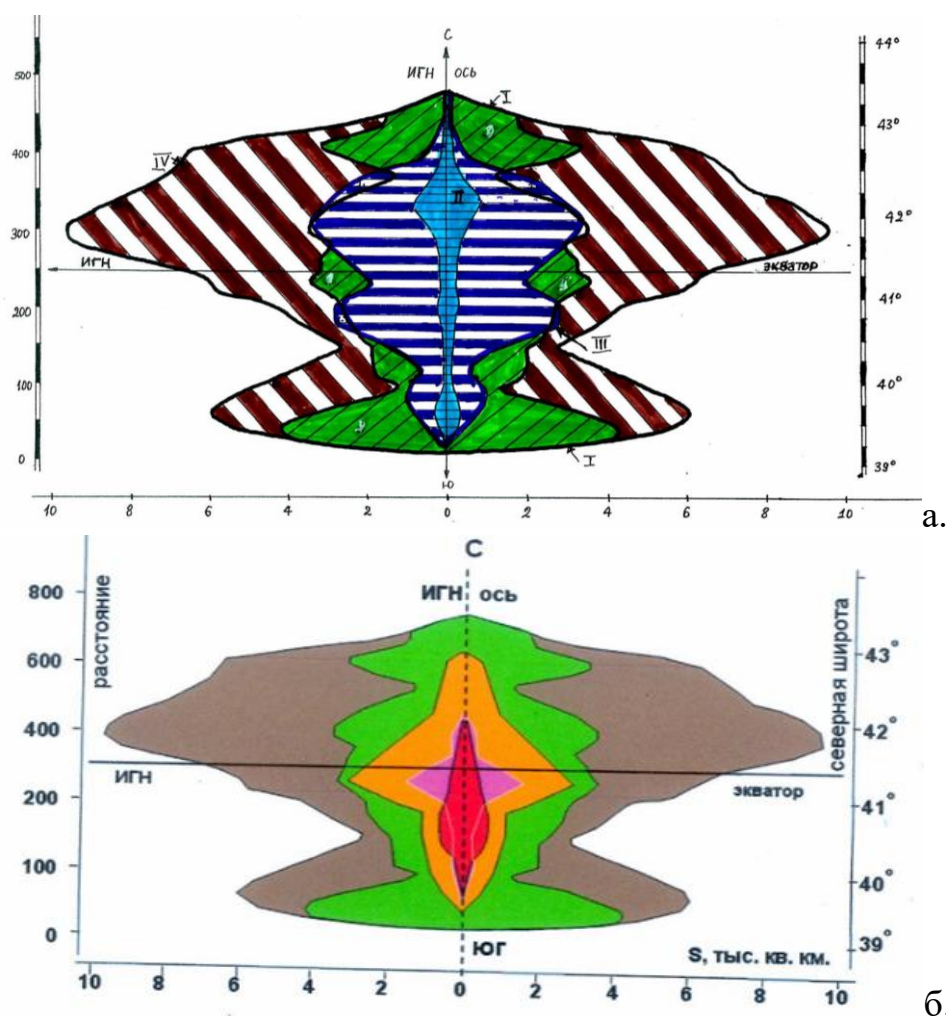 С
ИГН ОСЬ
I
IV
II
ИГН
экватор
III
I
Ю
500
400
300
200
100
0
44°
43°
42°
41°
40°
39°
10 8 6 4 2 0 2 4 6 8 10
а.
С
ИГН ось
расстояние
северная широта
800
600
400
200
100
0
43°
42°
41°
40°
39°
ИГН
экватор
ЮГ
S, тыс. кв. км.
10 8 6 4 2 0 2 4 6 8 10
б.